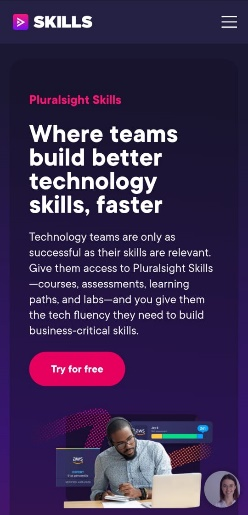 SKILLS
Pluralsight Skills
Where teams
build better
technology
skills, faster
Technology teams are only as
successful as their skills are relevant.
Give them access to Pluralsight Skills
—courses, assessments, learning
paths, and labs—and you give them
the tech fluency they need to build
business-critical skills.
Try for free
aws
aws